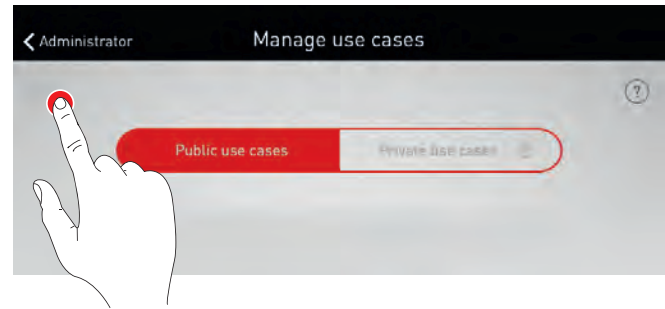 Administrator
Manage use cases
?
Public use cases
Private use cases